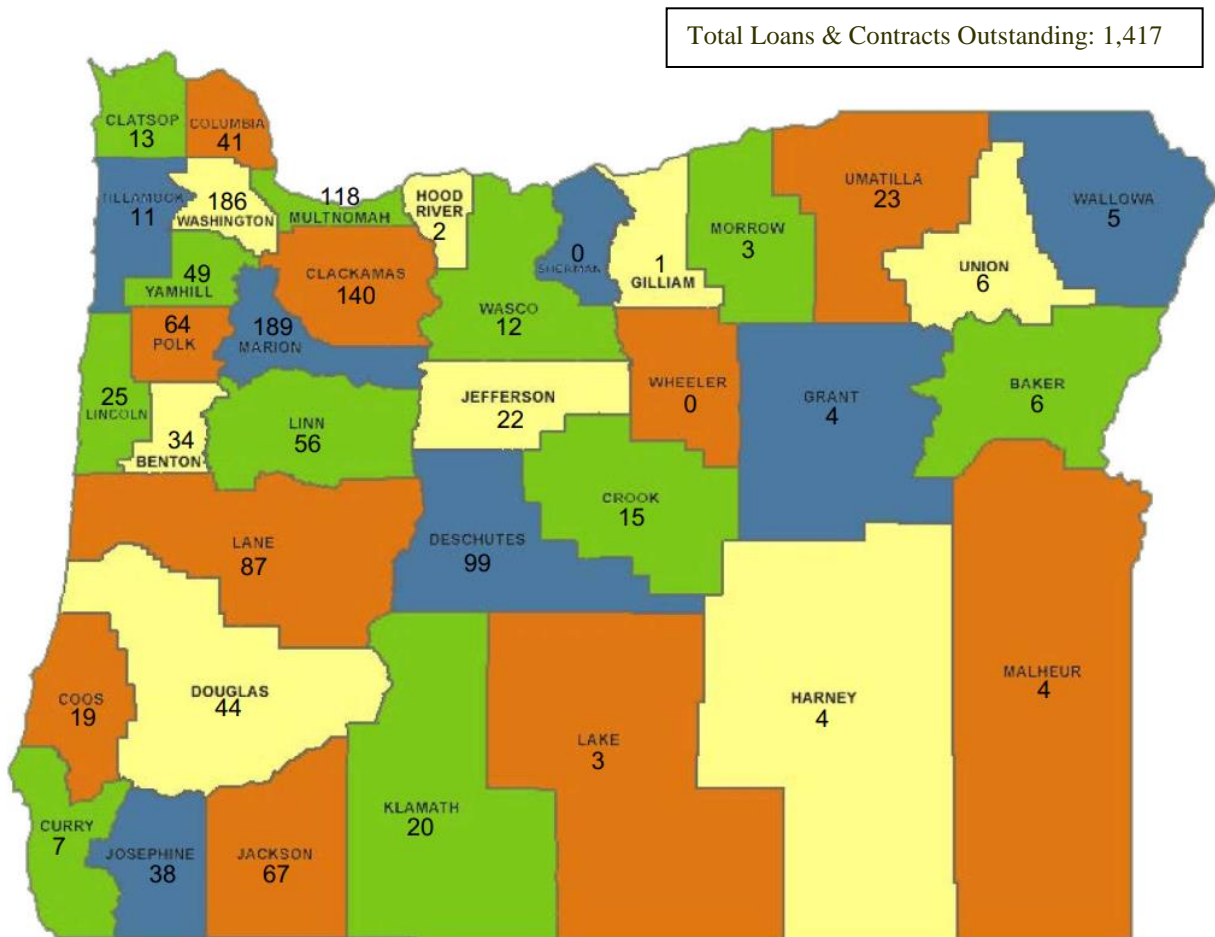 Total Loans & Contracts Outstanding: 1,417
CLATSOP
13
COLUMBIA
41
TILLAMOOK
11
186
WASHINGTON
118
MULTNOMAH
HOOD
RIVER
2
0
SHERMAN
1
GILLIAM
MORROW
3
UMATILLA
23
UNION
6
WALLOWA
5
49
YAMHILL
CLACKAMAS
140
WASCO
12
64
POLK
189
MARION
25
LINCOLN
34
BENTON
LINN
56
JEFFERSON
22
WHEELER
0
GRANT
4
BAKER
6
LANE
87
DESCHUTES
99
CROOK
15
COOS
19
DOUGLAS
44
KLAMATH
20
LAKE
3
HARNEY
4
MALHEUR
4
CURRY
7
JOSEPHINE
38
JACKSON
67